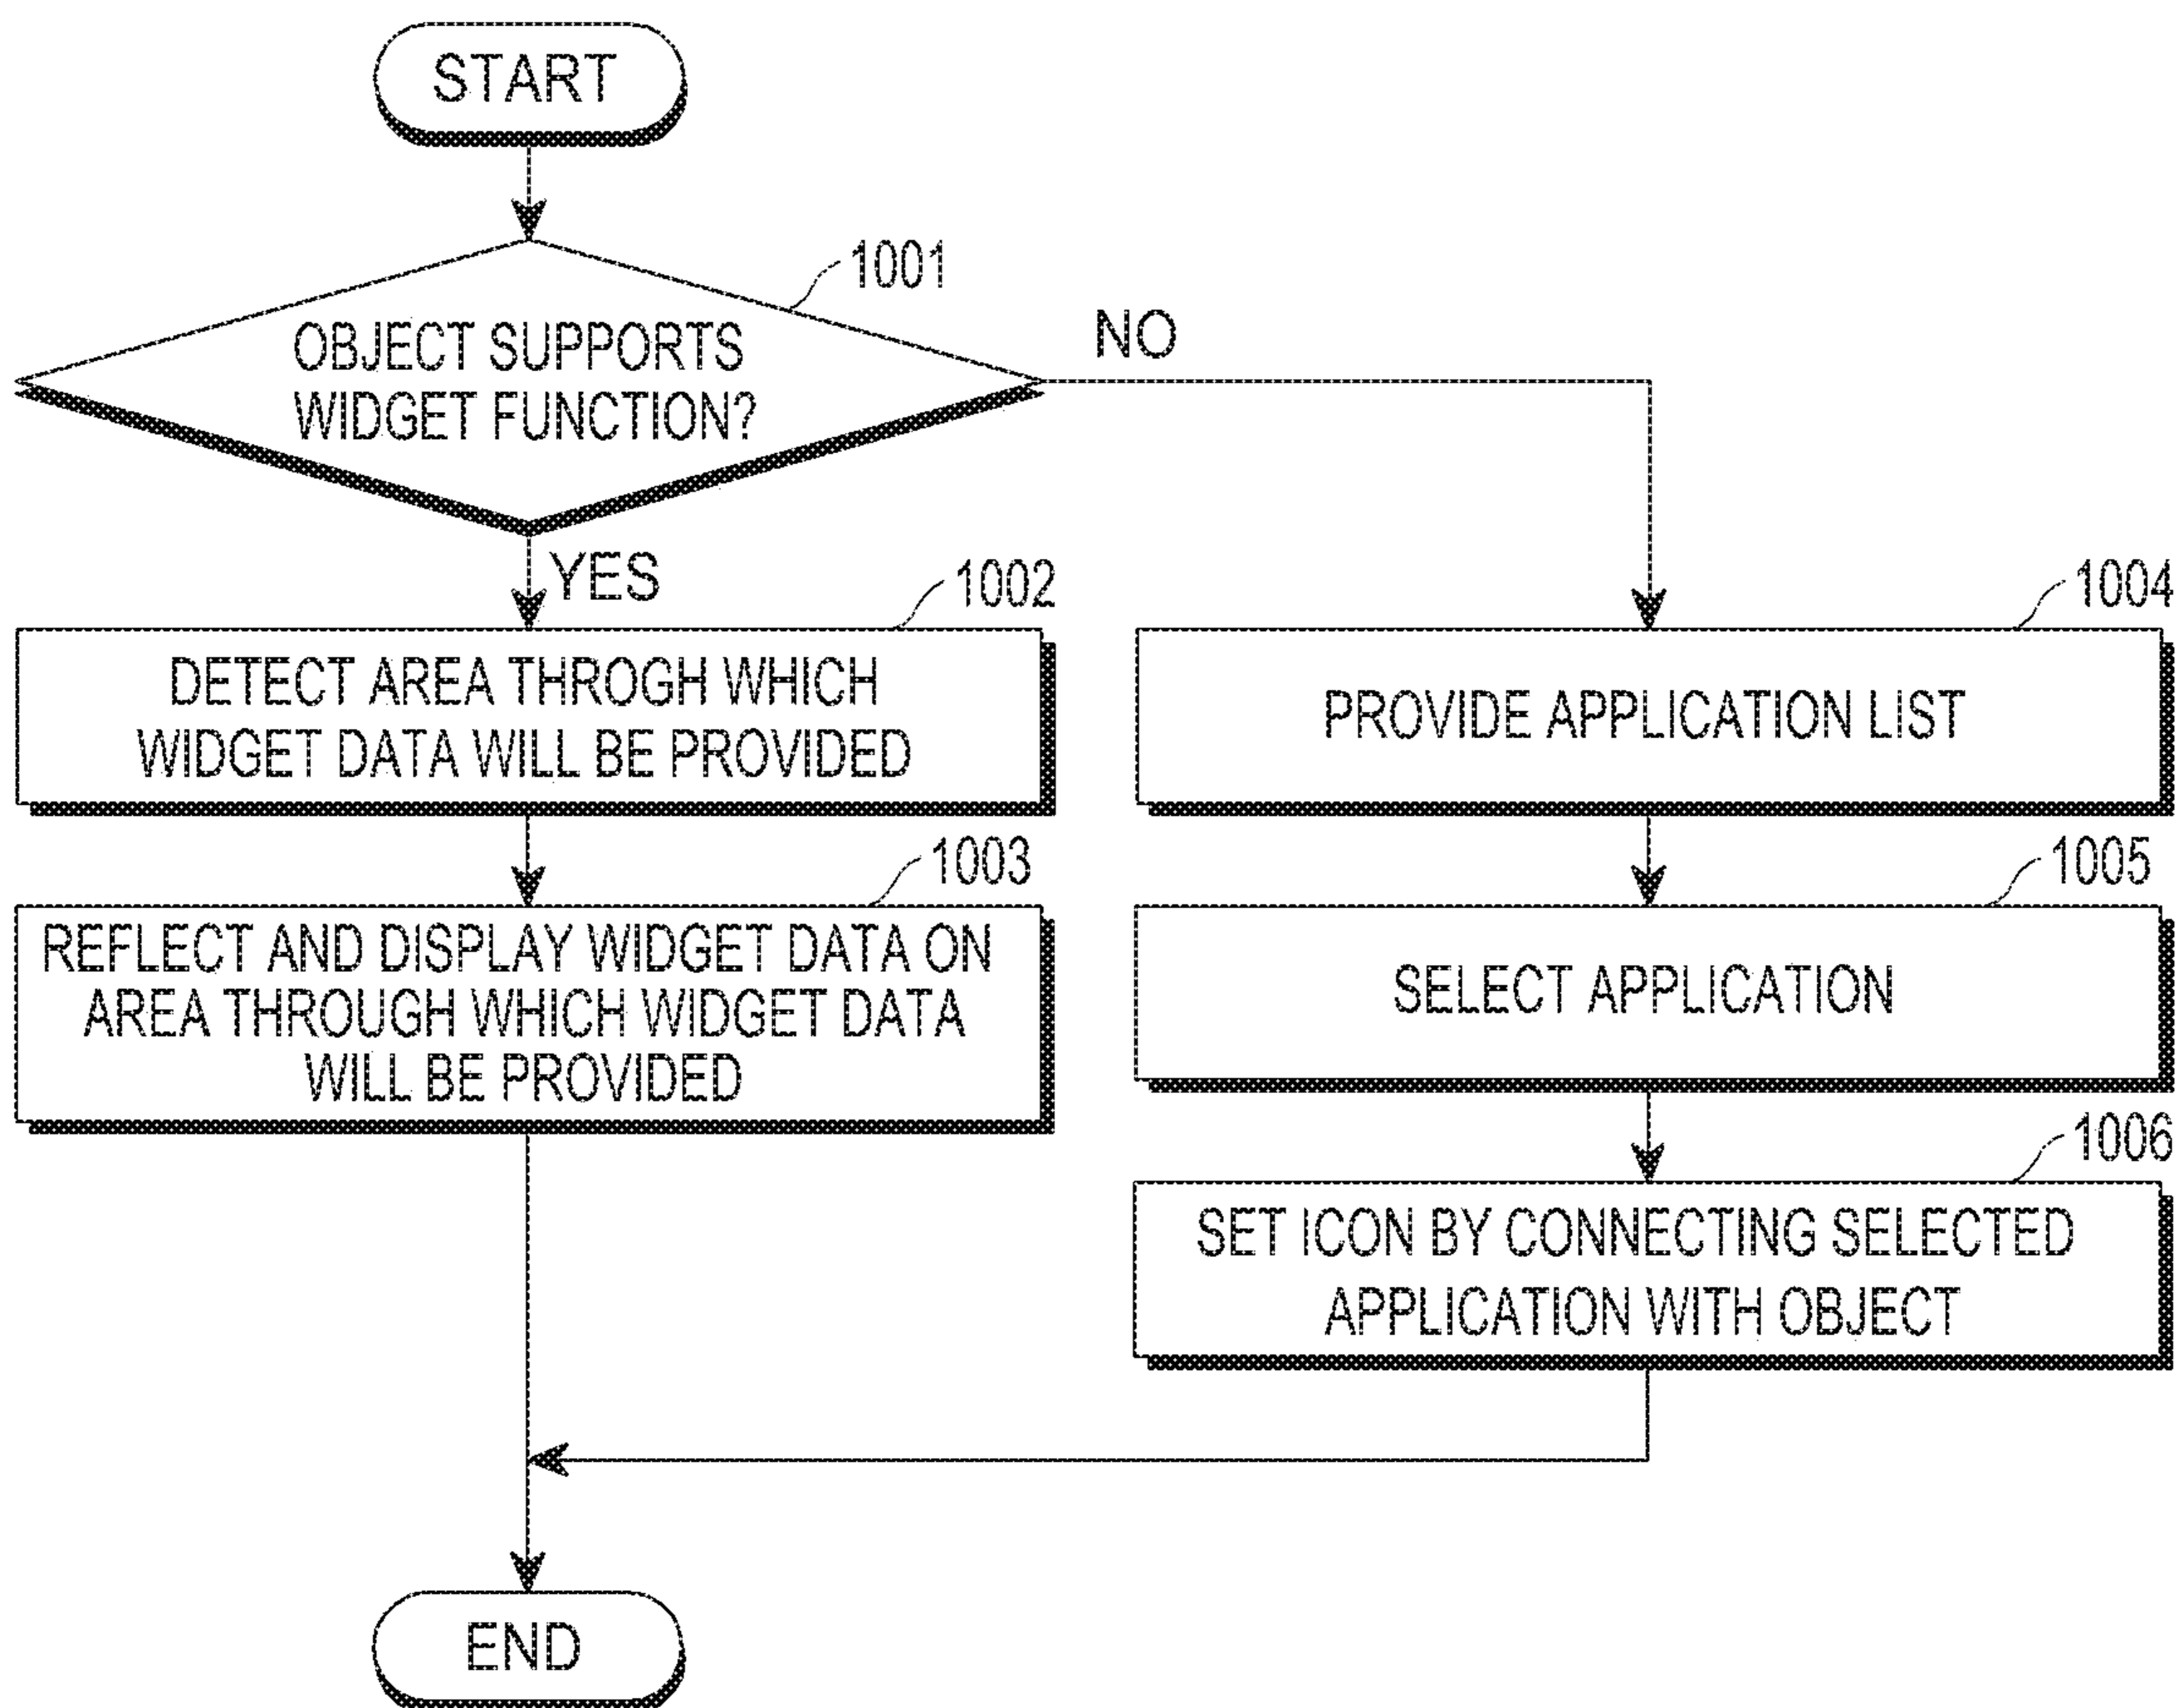 START
1001
OBJECT SUPPORTS
WIDGET FUNCTION?
NO
YES
1002
DETECT AREA THROGH WHICH
WIDGET DATA WILL BE PROVIDED
1003
REFLECT AND DISPLAY WIDGET DATA ON
AREA THROUGH WHICH WIDGET DATA
WILL BE PROVIDED
1004
PROVIDE APPLICATION LIST
1005
SELECT APPLICATION
1006
SET ICON BY CONNECTING SELECTED
APPLICATION WITH OBJECT
END